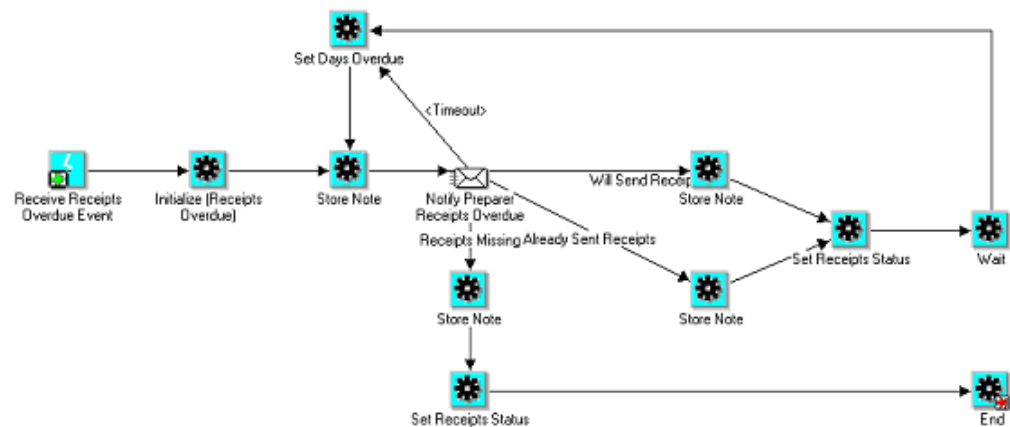 Set Days Overdue
<Timeout>
Receive Receipts
Overdue Event
Initialize (Receipts
Overdue)
Store Note
Notify Preparer
Receipts Overdue
Will Send Receip
Store Note
Receipts Missing
Already Sent Receipts
Set Receipts Status
Wait
Store Note
Store Note
Set Receipts Status
End